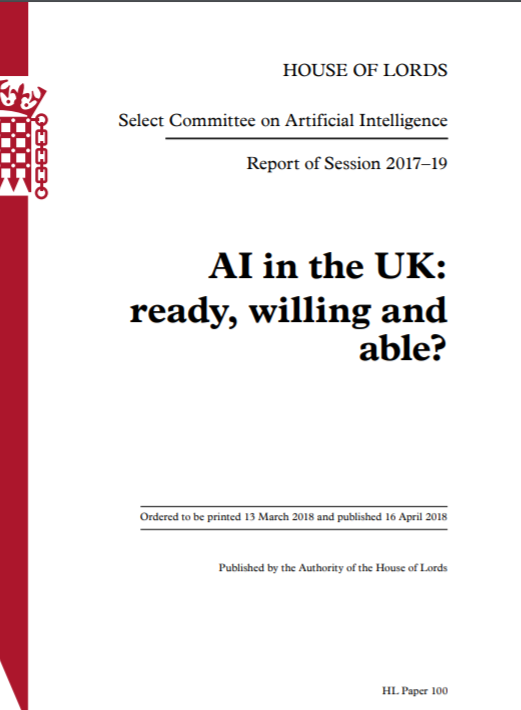 HOUSE OF LORDS
Select Committee on Artificial Intelligence
Report of Session 2017–19
AI in the UK:
ready, willing and
able?
Ordered to be printed 13 March 2018 and published 16 April 2018
Published by the Authority of the House of Lords
HL Paper 100